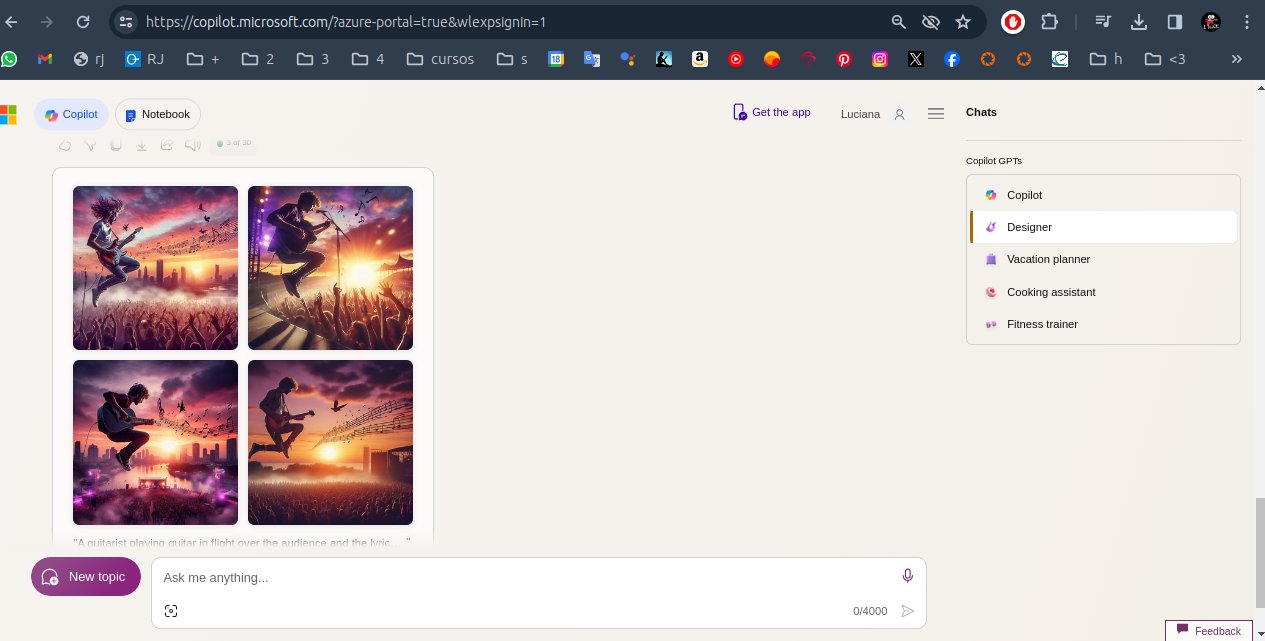 https://copilot.microsoft.com/?azure-portal=true&wlexpsignin=1
rj
RJ
+
2
3
4
cursos
s
18
h
<3
»
Copilot
Notebook
Get the app
Luciana
Chats
3 of 30
Copilot GPTs
Copilot
Designer
Vacation planner
Cooking assistant
Fitness trainer
"A guitarist playing guitar in flight over the audience and the lyric... "
New topic
Ask me anything...
0/4000
Feedback